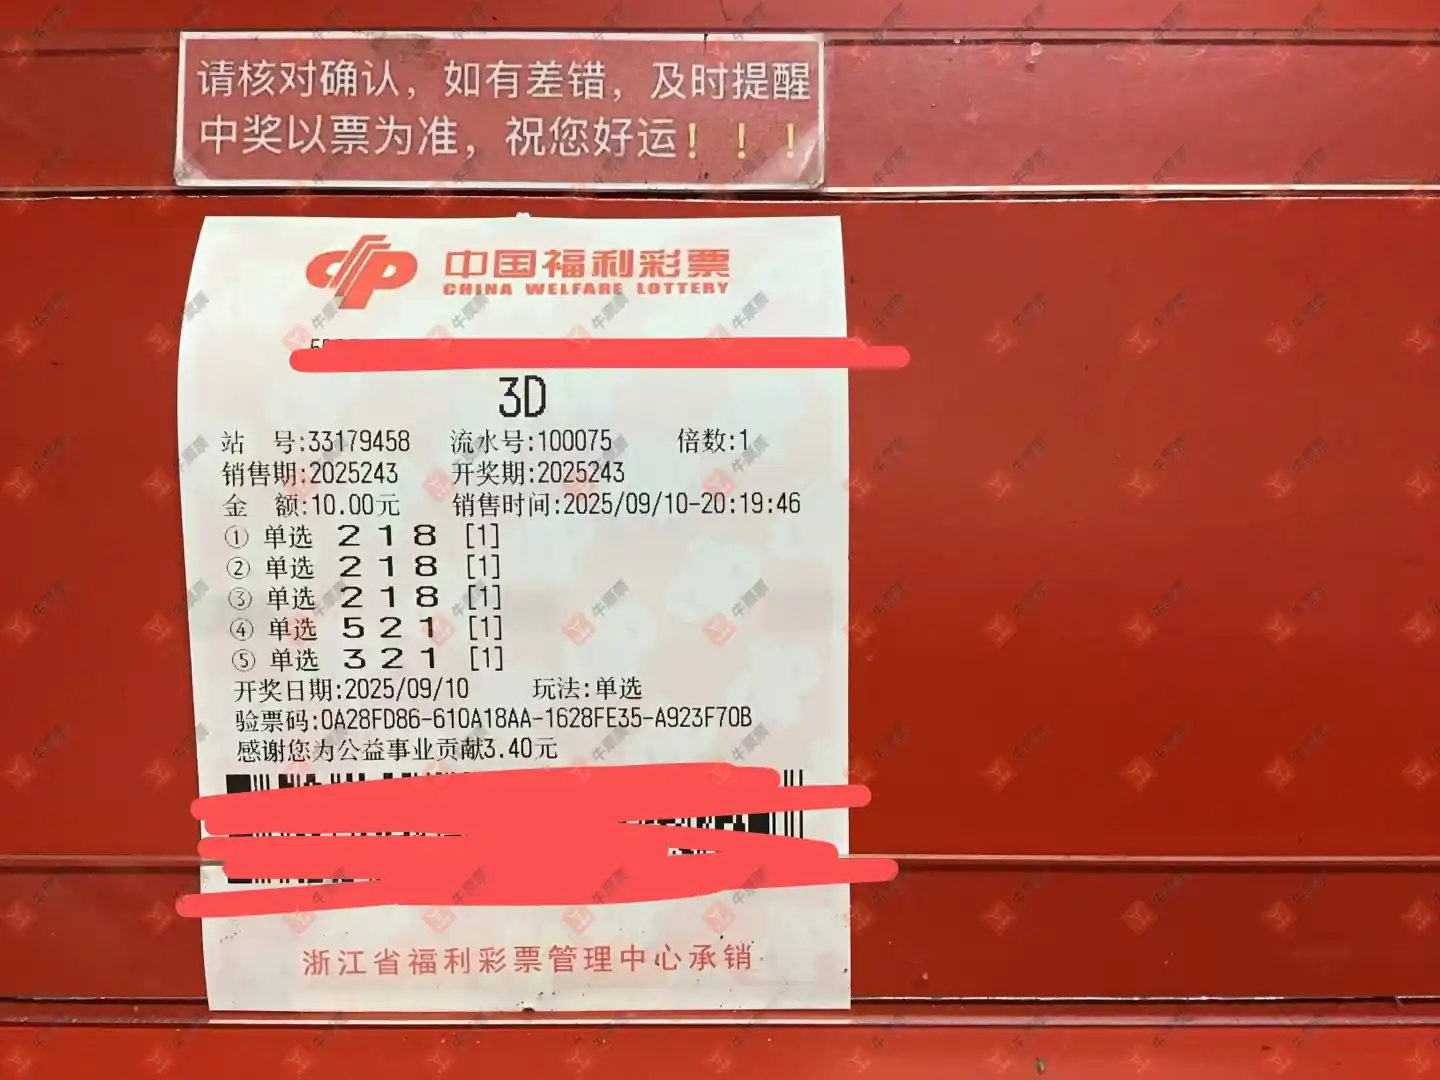 请核对确认，如有差错，及时提醒
中奖以票为准，祝您好运！！！
中国福利彩票
CHINA WELFARE LOTTERY
3D
站 号:33179458 流水号:100075 倍数:1
销售期:2025243 开奖期:2025243
金 额:10.00元 销售时间:2025/09/10-20:19:46
① 单选 2 1 8 [1]
② 单选 2 1 8 [1]
③ 单选 2 1 8 [1]
④ 单选 5 2 1 [1]
⑤ 单选 3 2 1 [1]
开奖日期:2025/09/10 玩法:单选
验票码:0A28FD86-610A18AA-1628FE35-A923F70B
感谢您为公益事业贡献3.40元
浙江省福利彩票管理中心承销